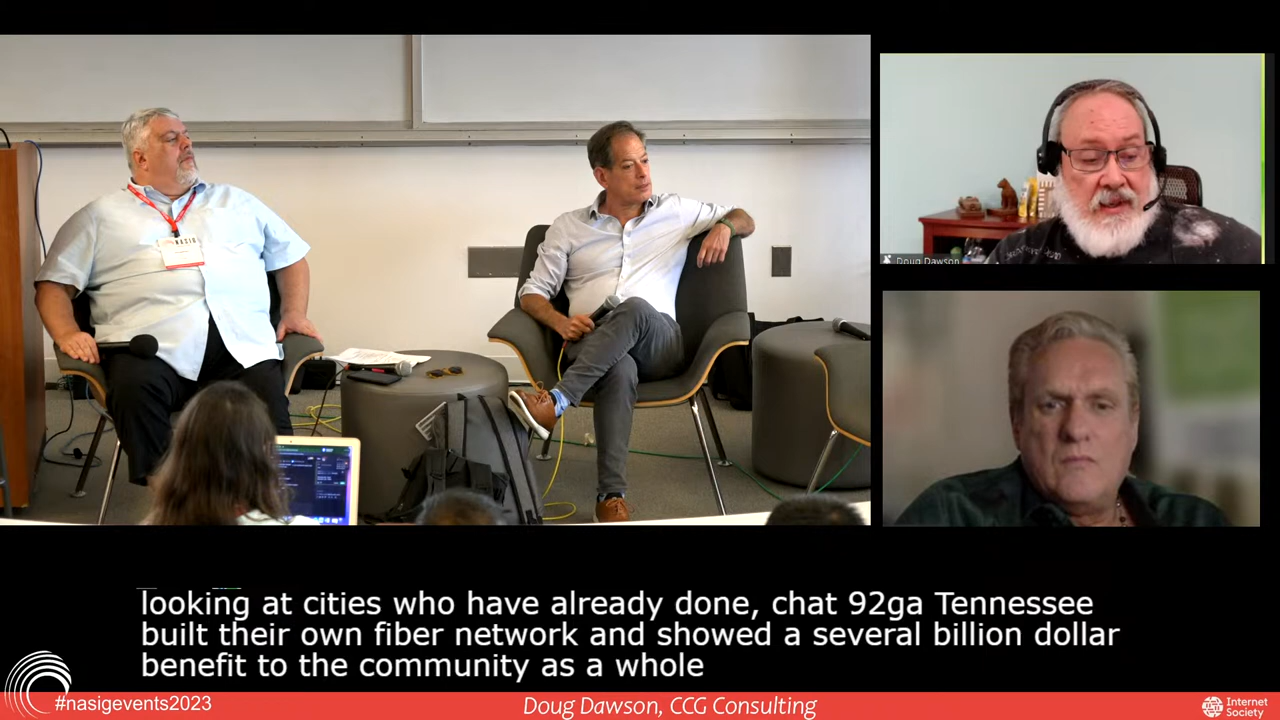 NASIG
Doug Dawson
looking at cities who have already done, chat 92ga Tennessee
built their own fiber network and showed a several billion dollar
benefit to the community as a whole
#nasigevents2023
Doug Dawson, CCG Consulting
Internet
Society